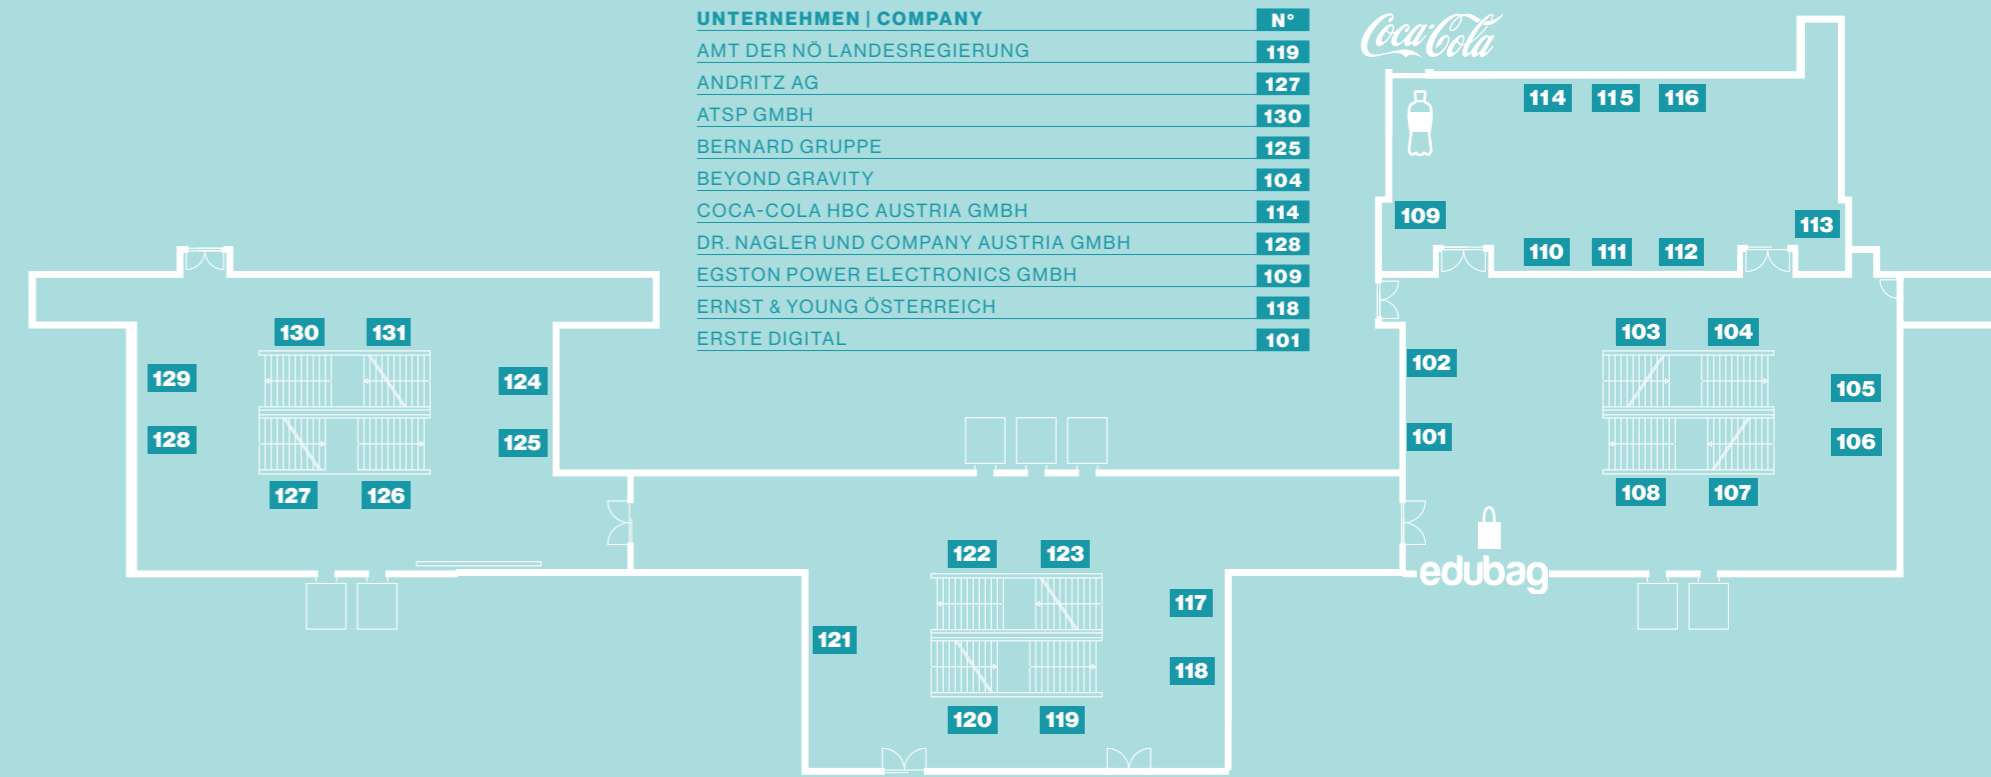 UNTERNEHMEN | COMPANY N°
AMT DER NÖ LANDESREGIERUNG 119
ANDRITZ AG 127
ATSP GMBH 130
BERNARD GRUPPE 125
BEYOND GRAVITY 104
COCA-COLA HBC AUSTRIA GMBH 114
DR. NAGLER UND COMPANY AUSTRIA GMBH 128
EGSTON POWER ELECTRONICS GMBH 109
ERNST & YOUNG ÖSTERREICH 118
ERSTE DIGITAL 101
Coca-Cola
114 115 116
109
113
110 111 112
130 131
129
128
124
125
127 126
103 104
102
101
105
106
108 107
edubag
122 123
117
121
118
120 119